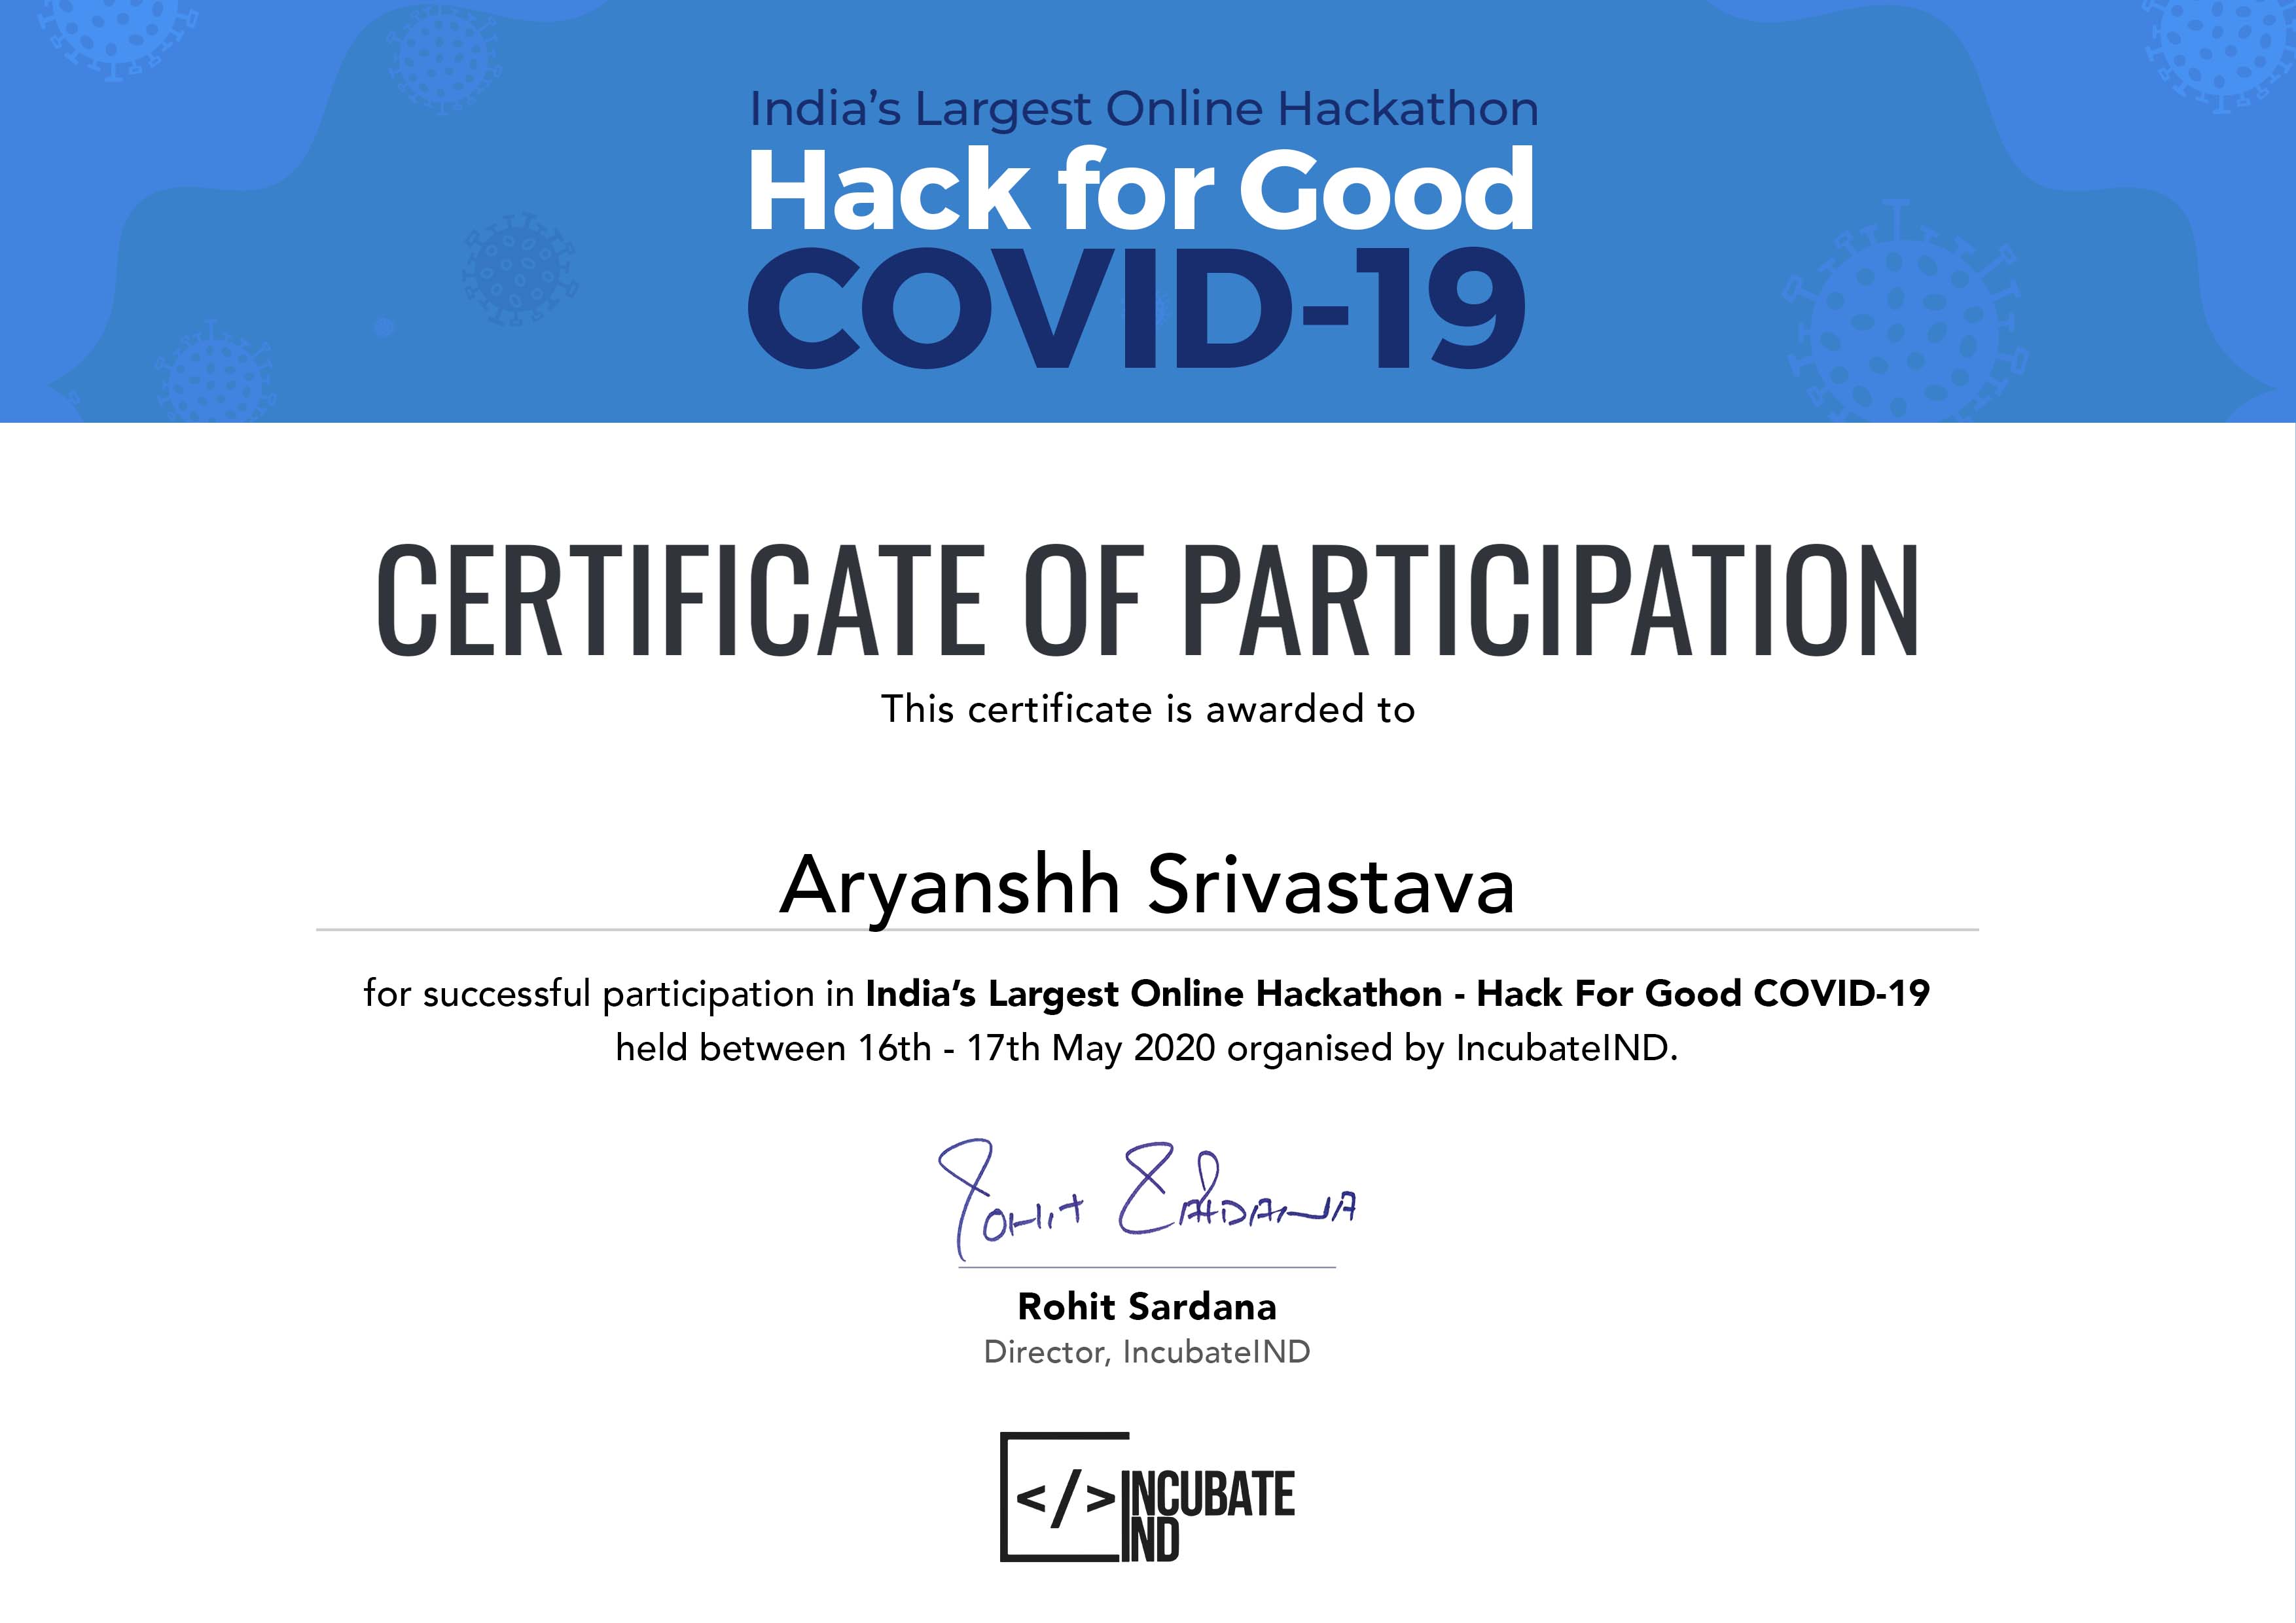 India’s Largest Online Hackathon
Hack for Good
COVID-19
CERTIFICATE OF PARTICIPATION
This certificate is awarded to
Aryanshh Srivastava
for successful participation in India’s Largest Online Hackathon - Hack For Good COVID-19
held between 16th - 17th May 2020 organised by IncubateIND.
Rohit Sardana
Rohit Sardana
Director, IncubateIND
</> INCUBATE
IND